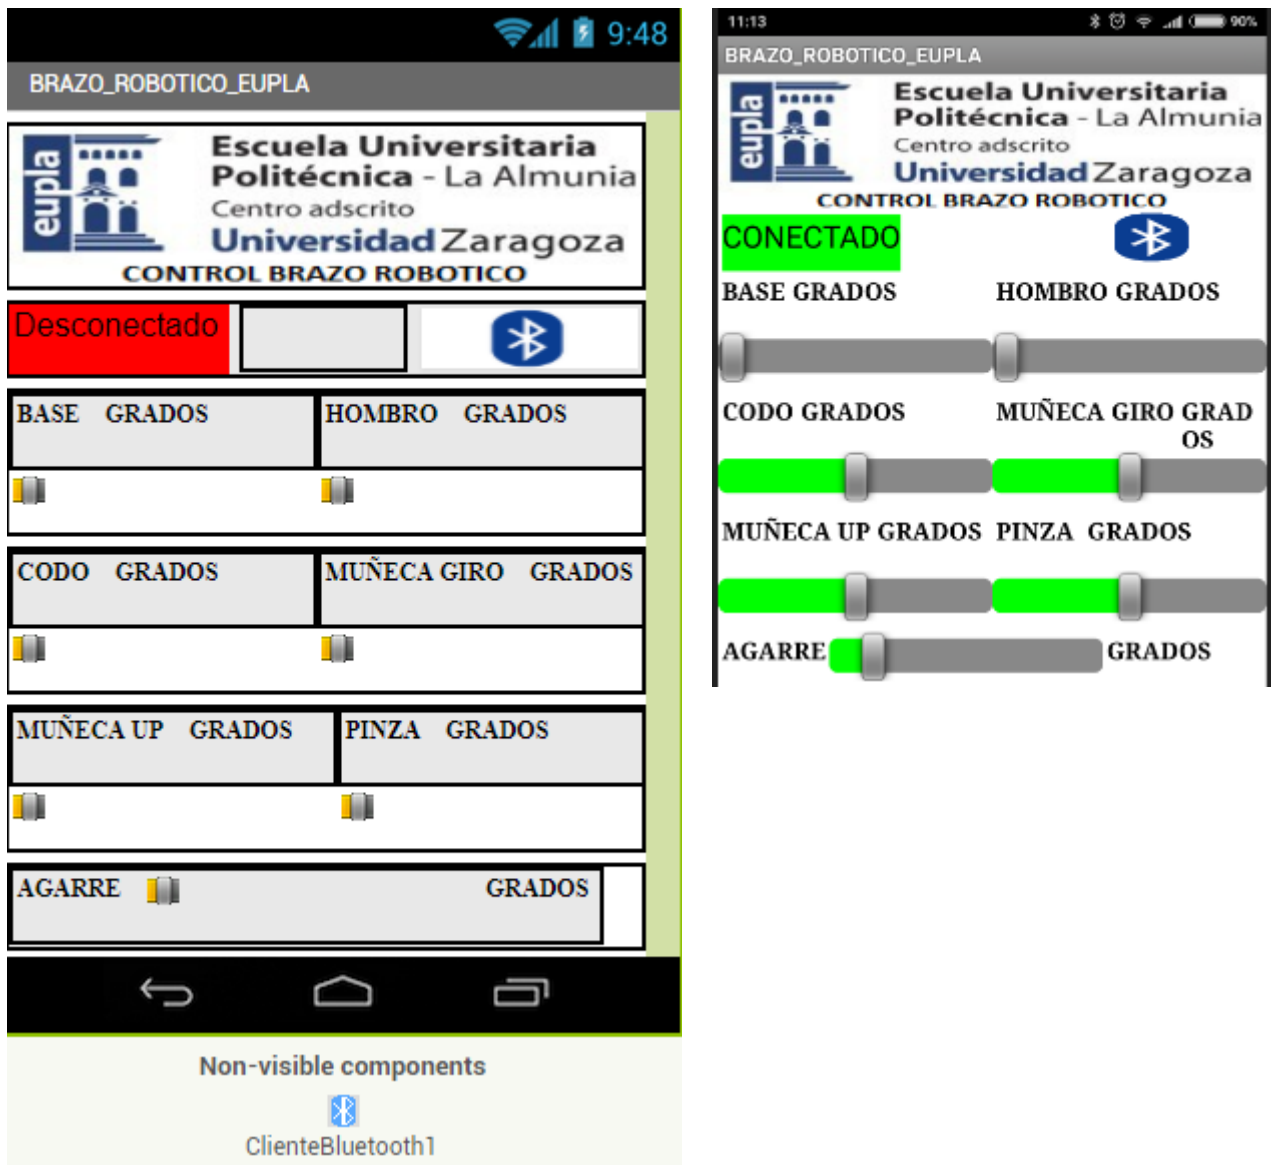 9:48
BRAZO_ROBOTICO_EUPLA
eupla
Escuela Universitaria
Politécnica - La Almunia
Centro adscrito
Universidad Zaragoza
CONTROL BRAZO ROBOTICO
Desconectado
BASE GRADOS HOMBRO GRADOS
CODO GRADOS MUÑECA GIRO GRADOS
MUÑECA UP GRADOS PINZA GRADOS
AGARRE GRADOS
Non-visible components
ClienteBluetooth1
11:13 90%
BRAZO_ROBOTICO_EUPLA
eupla
Escuela Universitaria
Politécnica - La Almunia
Centro adscrito
Universidad Zaragoza
CONTROL BRAZO ROBOTICO
CONECTADO
BASE GRADOS HOMBRO GRADOS
CODO GRADOS MUÑECA GIRO GRAD
OS
MUÑECA UP GRADOS PINZA GRADOS
AGARRE GRADOS